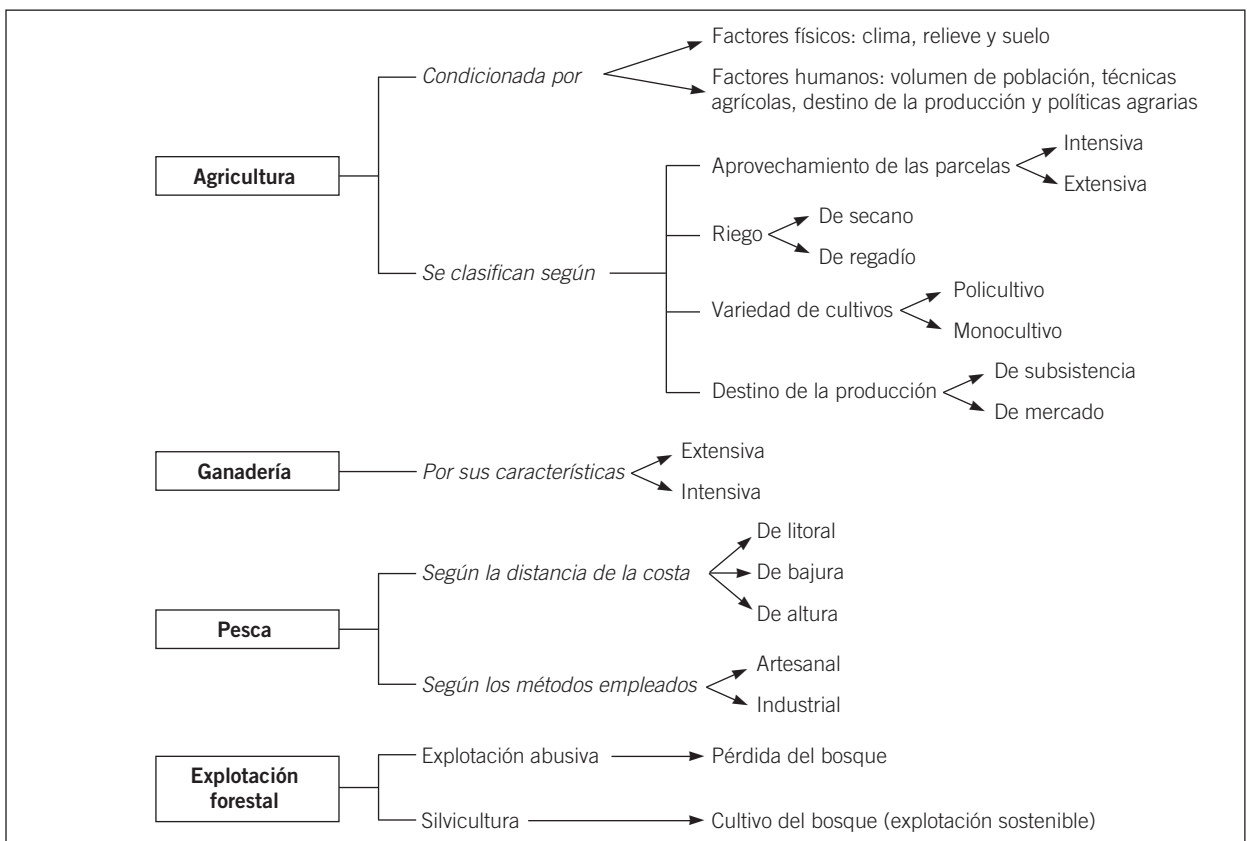 Agricultura
Condicionada por
Factores físicos: clima, relieve y suelo
Factores humanos: volumen de población, técnicas
agrícolas, destino de la producción y políticas agrarias
Se clasifican según
Aprovechamiento de las parcelas
Intensiva
Extensiva
Riego
De secano
De regadío
Variedad de cultivos
Policultivo
Monocultivo
Destino de la producción
De subsistencia
De mercado
Ganadería
Por sus características
Extensiva
Intensiva
Pesca
Según la distancia de la costa
De litoral
De bajura
De altura
Según los métodos empleados
Artesanal
Industrial
Explotación
forestal
Explotación abusiva
Pérdida del bosque
Silvicultura
Cultivo del bosque (explotación sostenible)